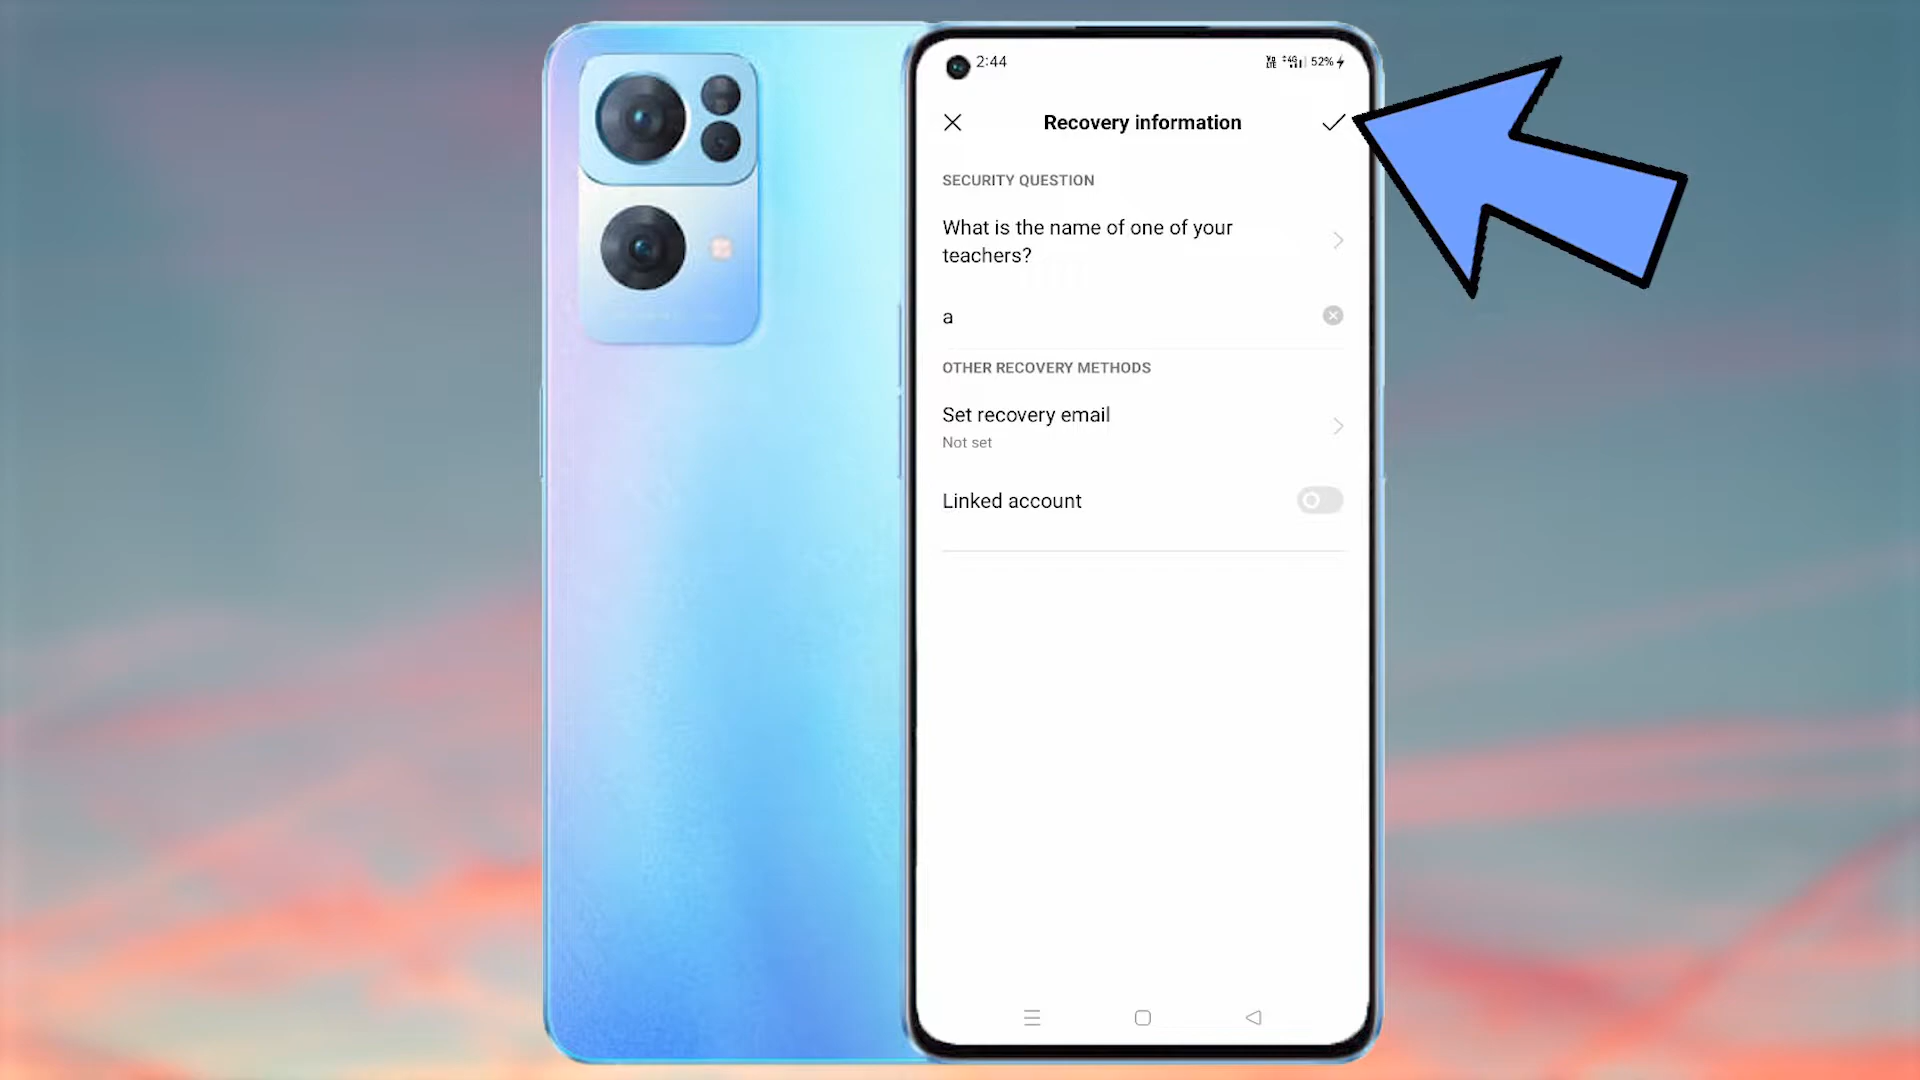 2:44
52%
Recovery information
SECURITY QUESTION
What is the name of one of your
teachers?
a
OTHER RECOVERY METHODS
Set recovery email
Not set
Linked account